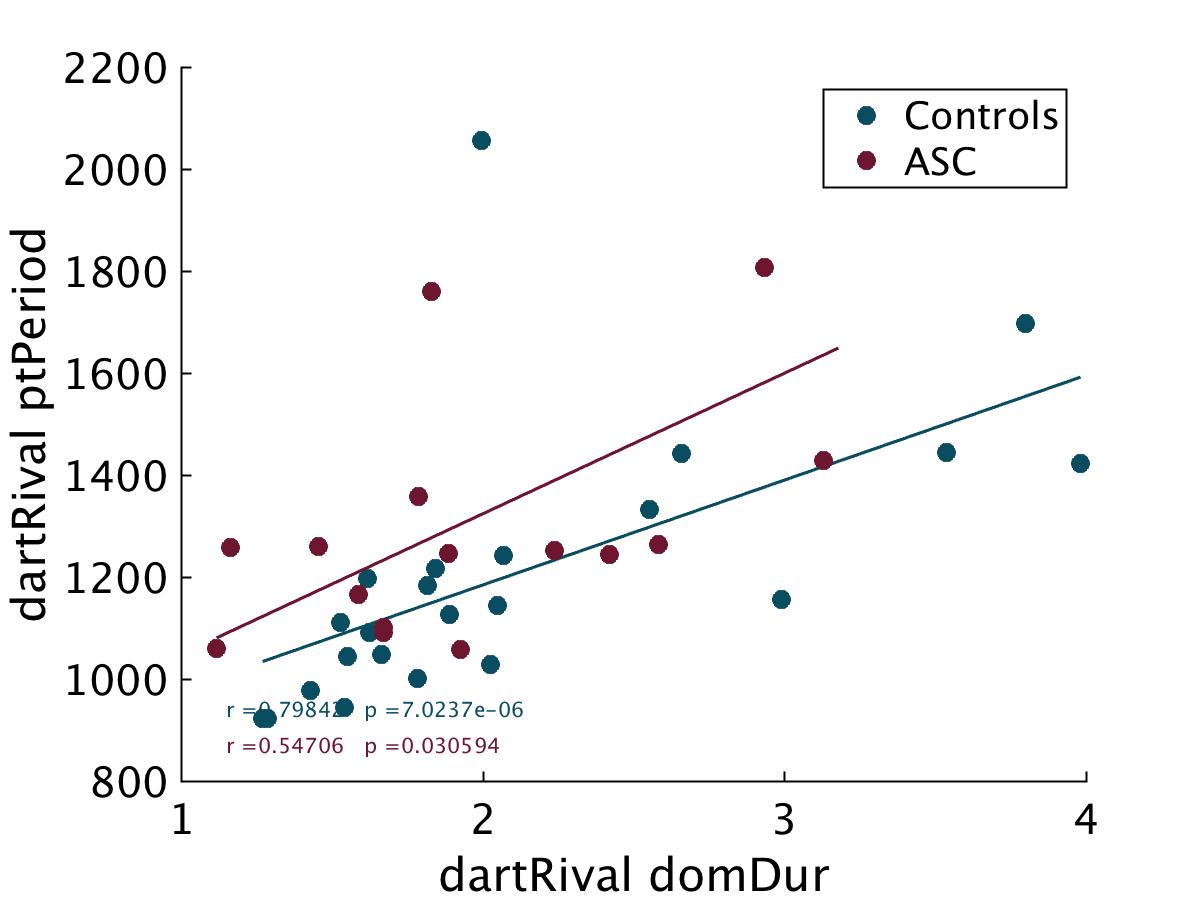 2200
2000
1800
1600
1400
1200
1000
800
dartRival ptPeriod
Controls
ASC
p =7.0237e-06
r =0.54706 p =0.030594
1 2 3 4
dartRival domDur